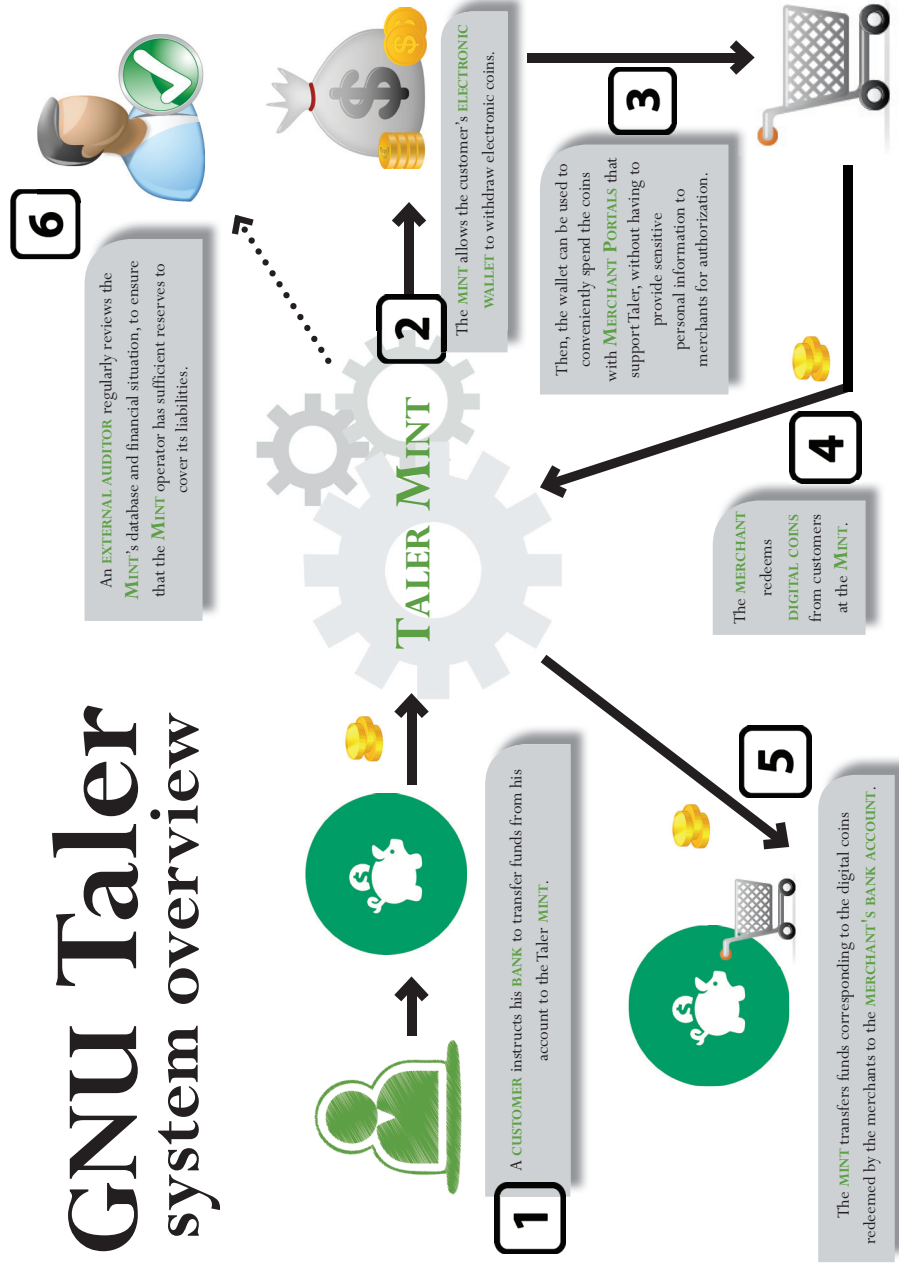 GNU Taler
system overview
1
A CUSTOMER instructs his BANK to transfer funds from his
account to the Taler MINT.
TALER MINT
2
The MINT allows the customer's ELECTRONIC
WALLET to withdraw electronic coins.
3
Then, the wallet can be used to
conveniently spend the coins
with MERCHANT PORTALS that
support Taler, without having to
provide sensitive
personal information to
merchants for authorization.
4
The MERCHANT
redeems
DIGITAL COINS
from customers
at the MINT.
5
The MINT transfers funds corresponding to the digital coins
redeemed by the merchants to the MERCHANT'S BANK ACCOUNT.
6
An EXTERNAL AUDITOR regularly reviews the
MINT's database and financial situation, to ensure
that the MINT operator has sufficient reserves to
cover its liabilities.